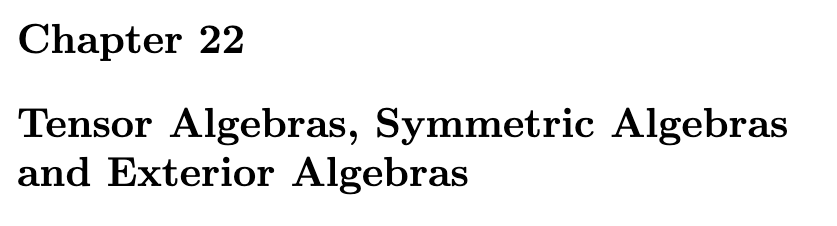 Chapter 22
Tensor Algebras, Symmetric Algebras
and Exterior Algebras